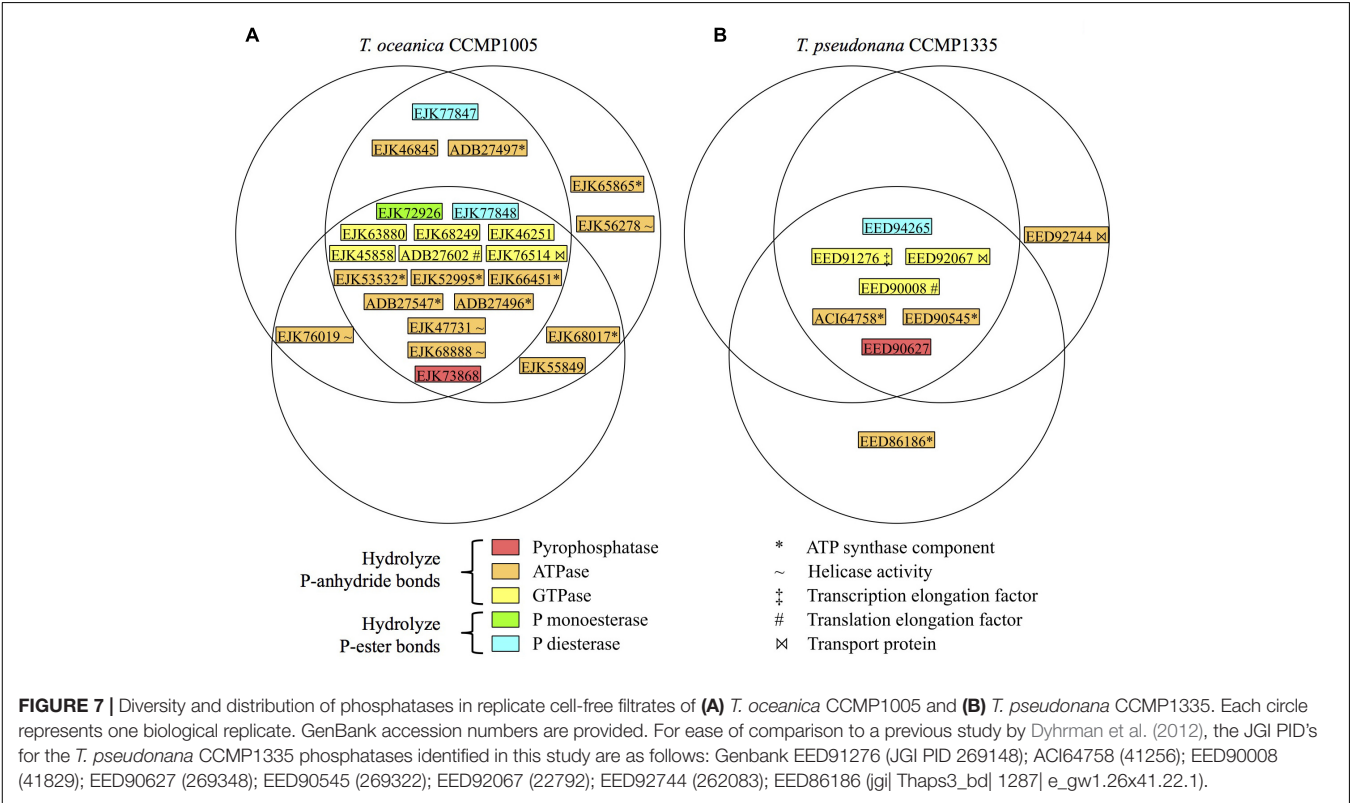 A
T. oceanica CCMP1005
EJK77847
EJK46845
ADB27497*
EJK65865*
EJK56278 ~
EJK72926
EJK77848
EJK63880
EJK68249
EJK46251
EJK45858
ADB27602 #
EJK76514 ⋈
EJK53532*
EJK52995*
EJK66451*
ADB27547*
ADB27496*
EJK47731 ~
EJK76019 ~
EJK68017*
EJK68888 ~
EJK55849
EJK73868
B
T. pseudonana CCMP1335
EED94265
EED92744 ⋈
EED91276 ‡
EED92067 ⋈
EED90008 #
ACI64758*
EED90545*
EED90627
EED86186*
Hydrolyze
P-anhydride bonds
Pyrophosphatase
ATPase
GTPase
Hydrolyze
P-ester bonds
P monoesterase
P diesterase
* ATP synthase component
~ Helicase activity
‡ Transcription elongation factor
# Translation elongation factor
⋈ Transport protein
FIGURE 7 | Diversity and distribution of phosphatases in replicate cell-free filtrates of (A) T. oceanica CCMP1005 and (B) T. pseudonana CCMP1335. Each circle
represents one biological replicate. GenBank accession numbers are provided. For ease of comparison to a previous study by Dyhrman et al. (2012), the JGI PID's
for the T. pseudonana CCMP1335 phosphatases identified in this study are as follows: Genbank EED91276 (JGI PID 269148); ACI64758 (41256); EED90008
(41829); EED90627 (269348); EED90545 (269322); EED92067 (22792); EED92744 (262083); EED86186 (jgi| Thaps3_bd| 1287| e_gw1.26x41.22.1).